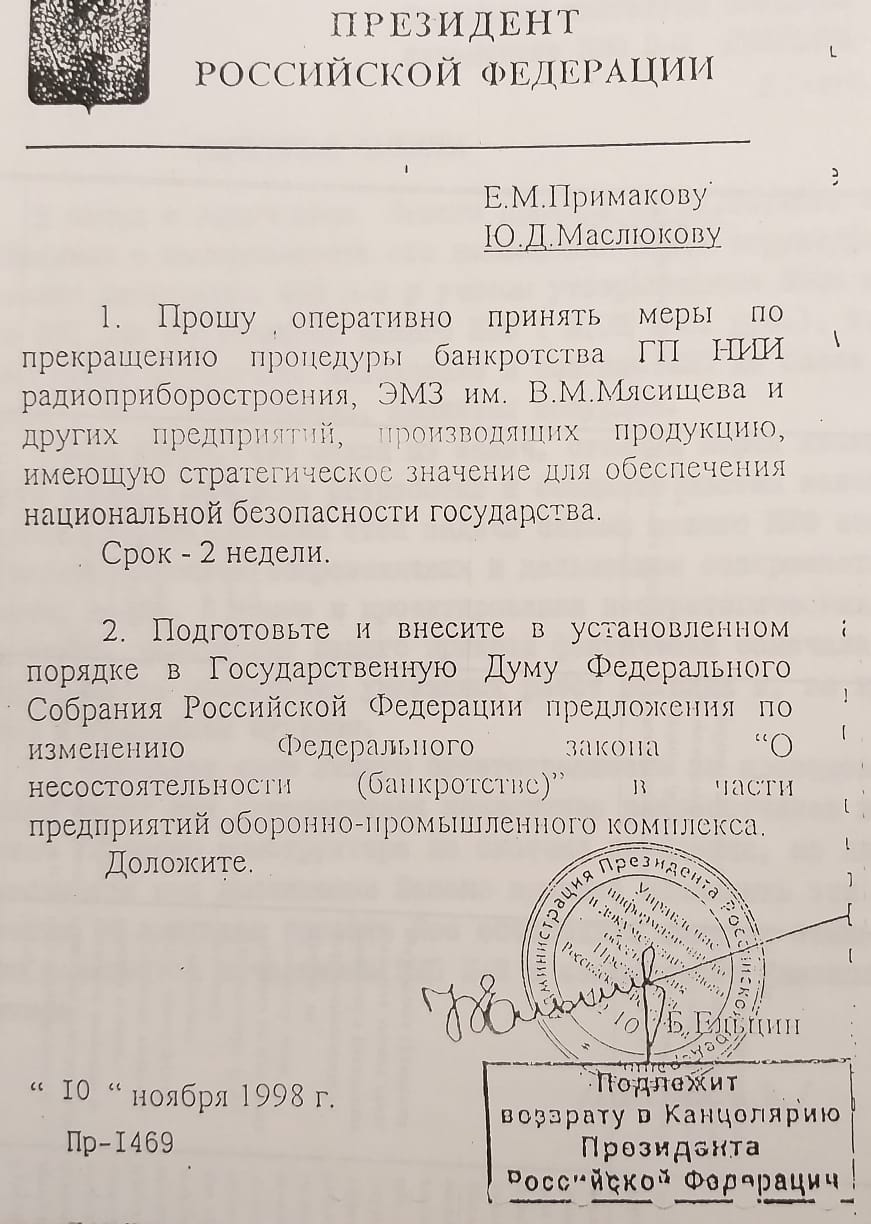 ПРЕЗИДЕНТ
РОССИЙСКОЙ ФЕДЕРАЦИИ
Е.М.Примакову
Ю.Д.Маслюкову
1. Прошу оперативно принять меры по
прекращению процедуры банкротства ГП НИИ
радиоприборостроения, ЭМЗ им. В.М.Мясищева и
других предприятий, производящих продукцию,
имеющую стратегическое значение для обеспечения
национальной безопасности государства.
Срок - 2 недели.
2. Подготовьте и внесите в установленном
порядке в Государственную Думу Федерального
Собрания Российской Федерации предложения по
изменению Федерального закона “О
несостоятельности (банкротстве)” в части
предприятий оборонно-промышленного комплекса.
Доложите.
Администрация Президента Российской
Управление
информационного
10
Б.Ельцин
“ 10 “ ноября 1998 г.
Пр-1469
Подлежит
возврату в Канцолярию
Президента
Российской Федерации